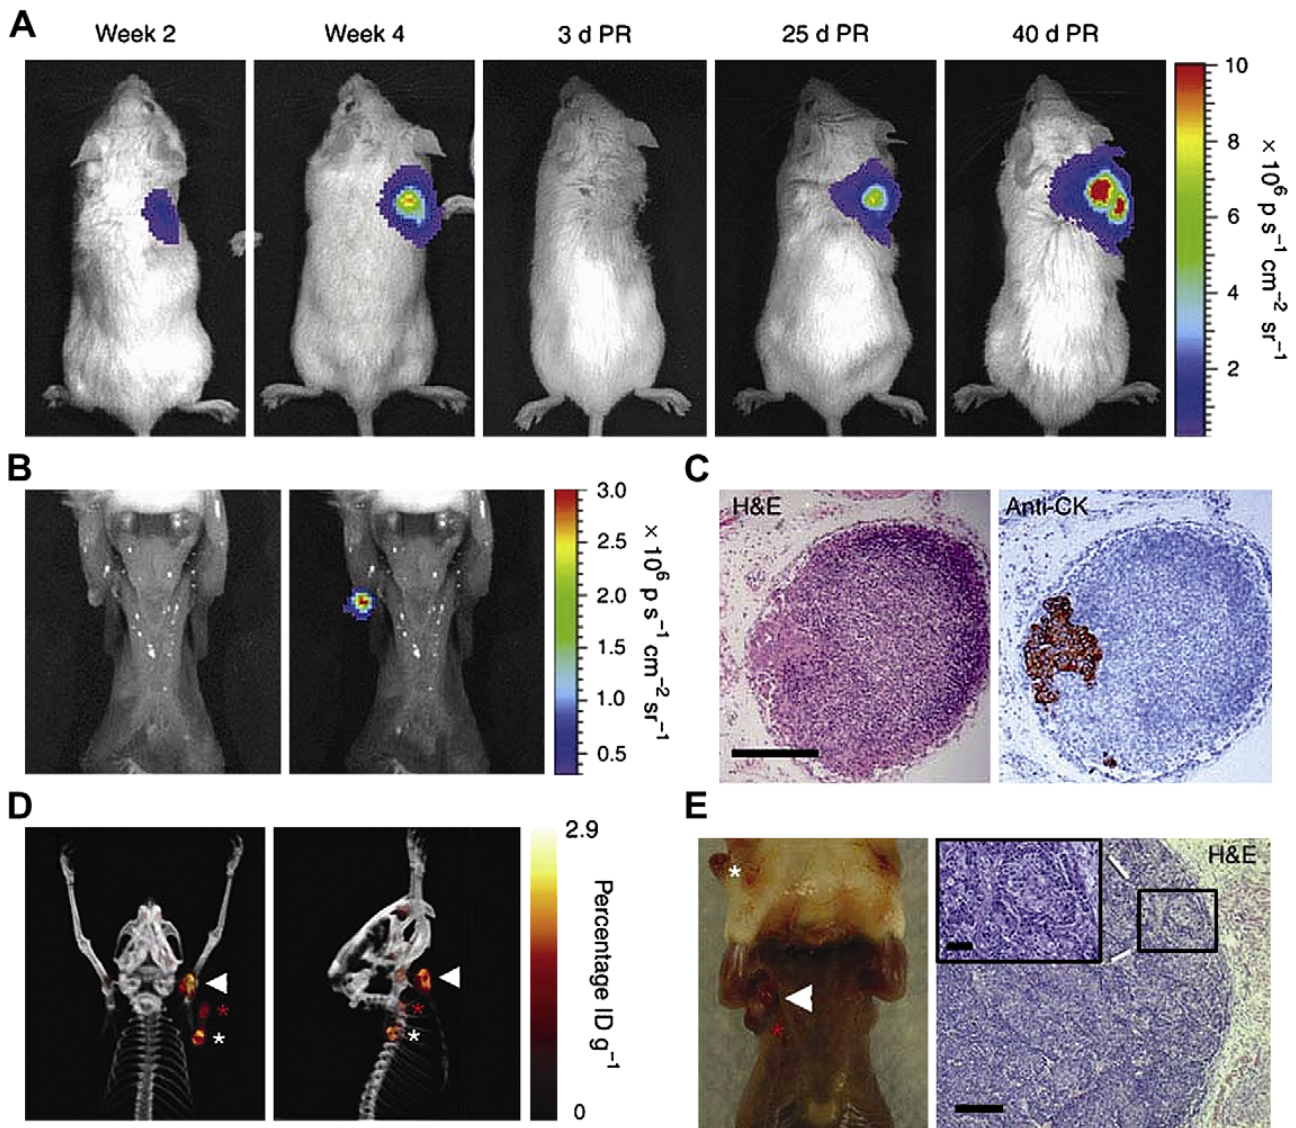 A
Week 2
Week 4
3 d PR
25 d PR
40 d PR
10
8
6
4
2
× 10⁶ p s⁻¹ cm⁻² sr⁻¹
B
3.0
2.5
2.0
1.5
1.0
0.5
× 10⁶ p s⁻¹ cm⁻² sr⁻¹
C
H&E
Anti-CK
D
*
*
*
*
2.9
0
Percentage ID g⁻¹
E
*
*
H&E